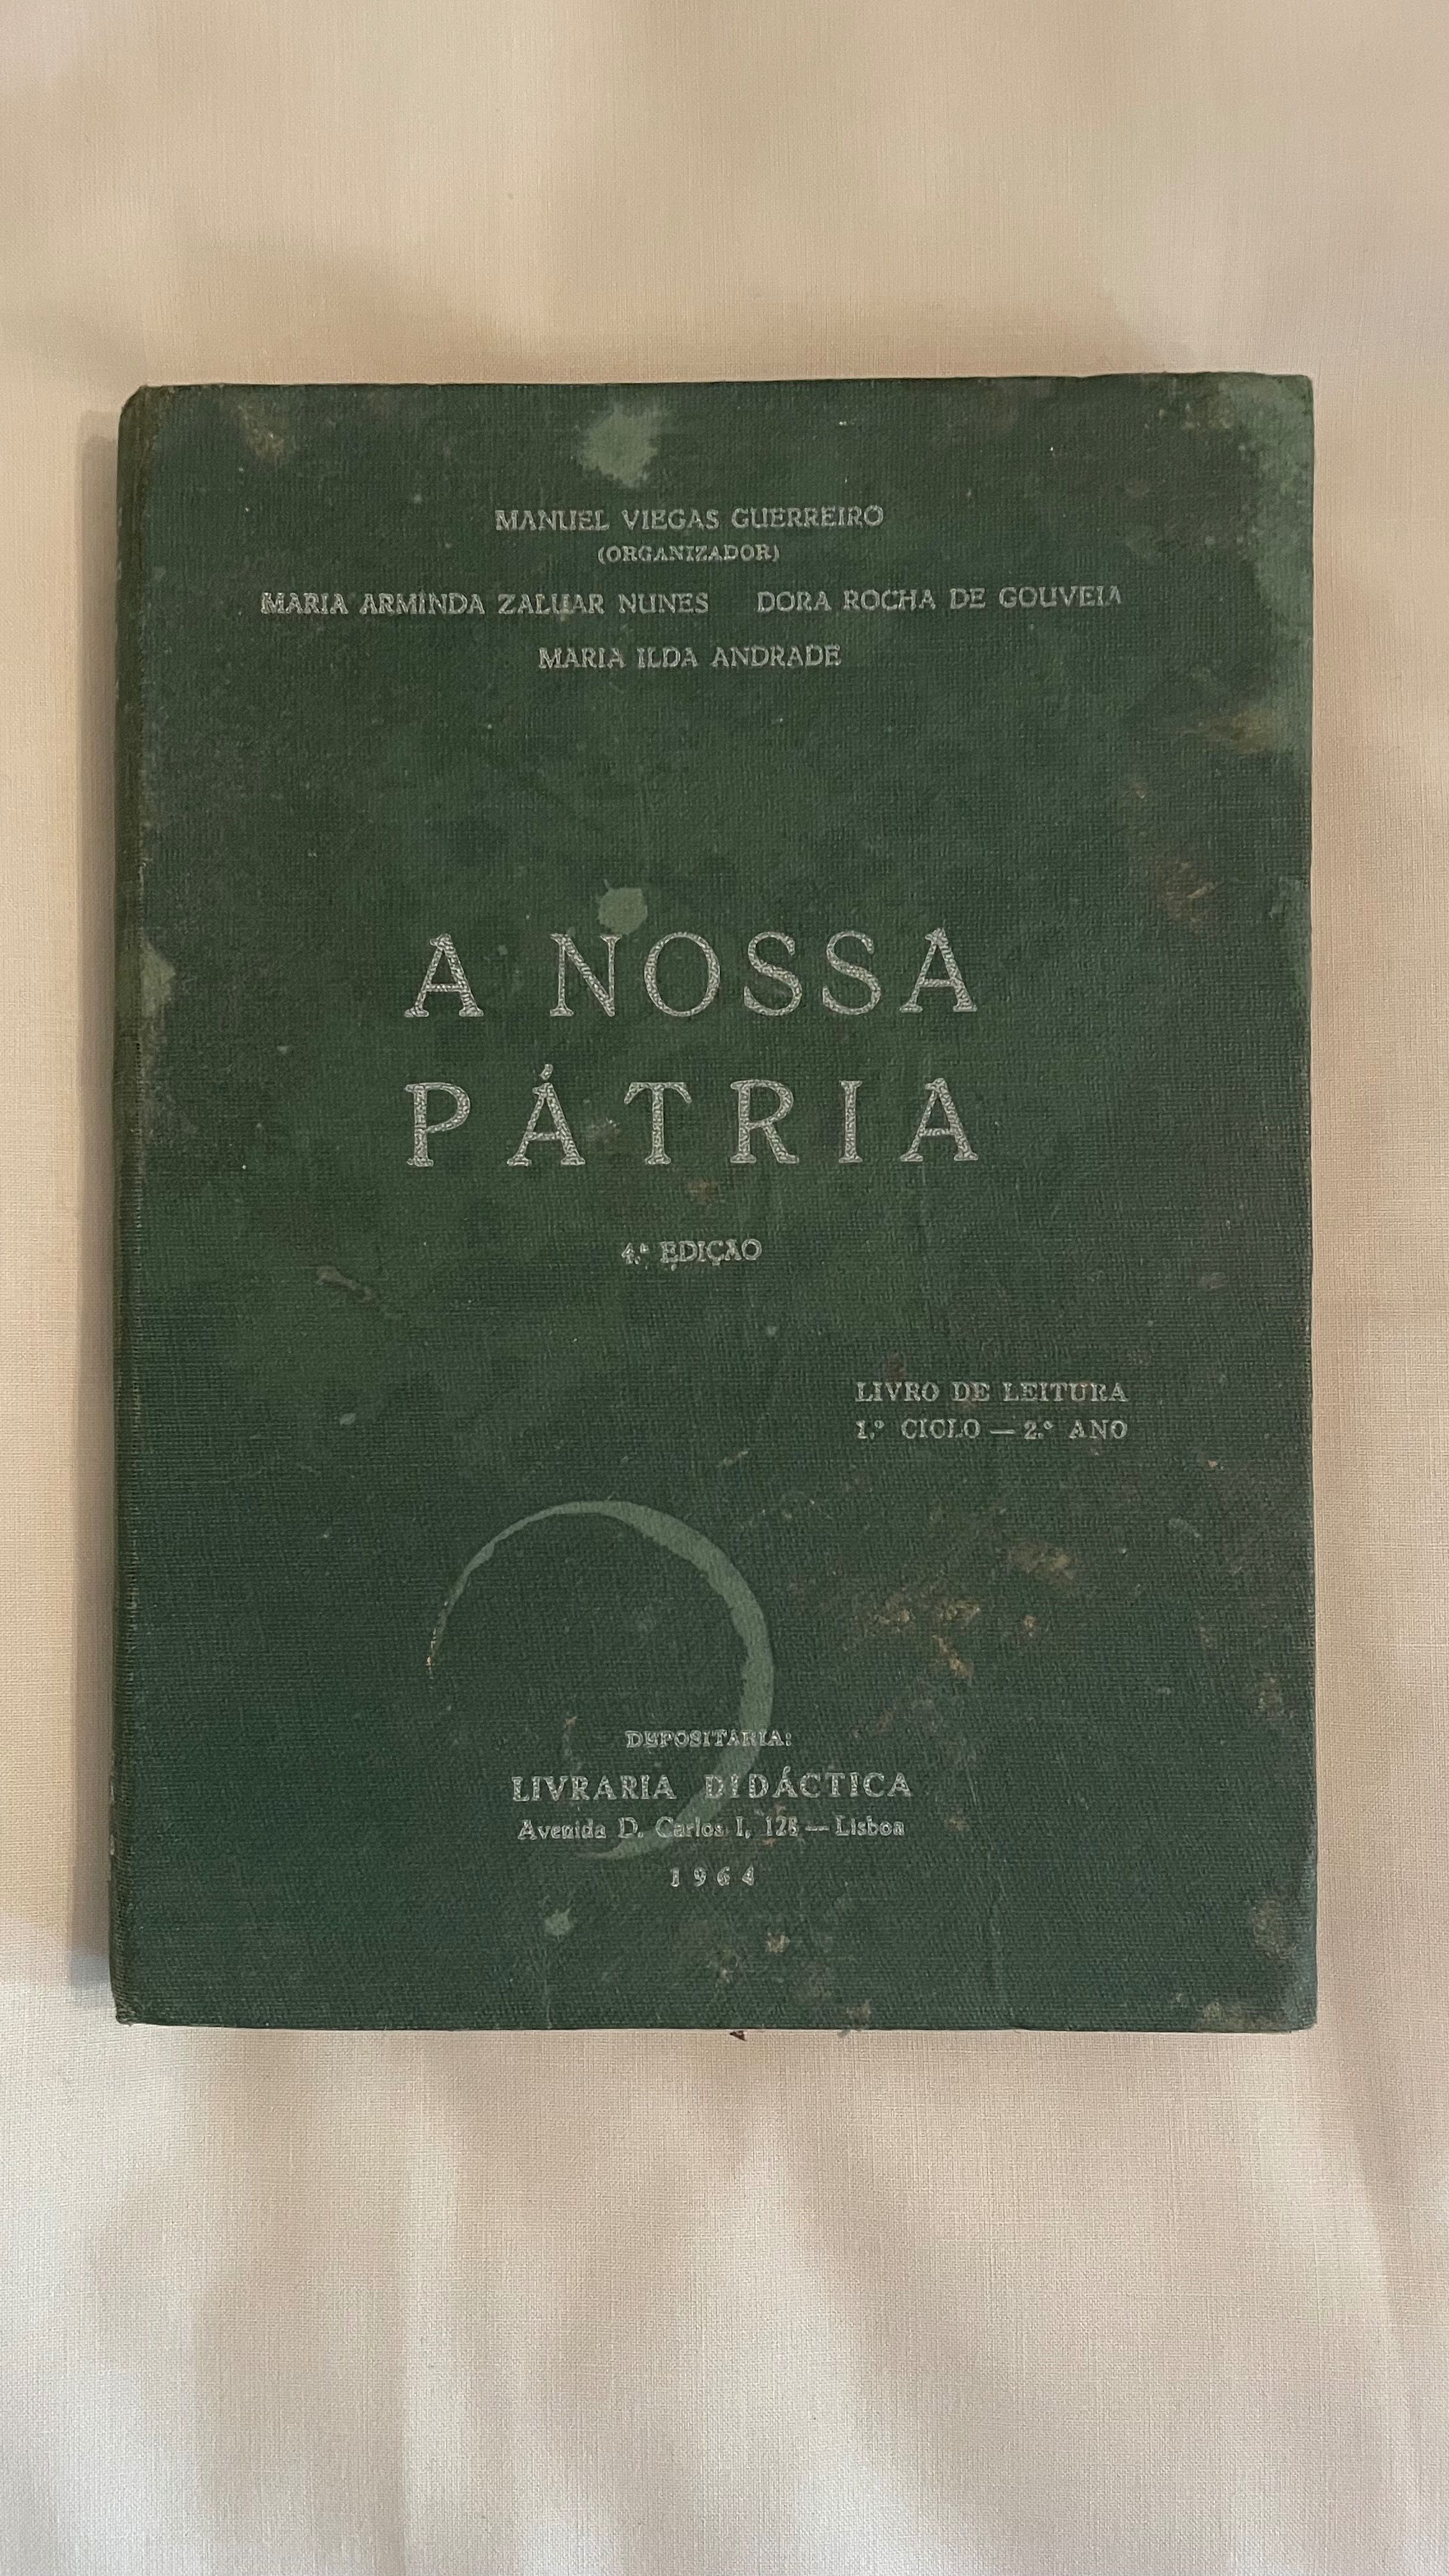 MANUEL VIEGAS GUERREIRO
(ORGANIZADOR)
MARIA ARMINDA ZALUAR NUNES DORA ROCHA DE GOUVEIA
MARIA ILDA ANDRADE
A NOSSA
PÁTRIA
4.ª EDIÇÃO
LIVRO DE LEITURA
1.º CICLO — 2.º ANO
DEPOSITÁRIA:
LIVRARIA DIDÁCTICA
Avenida D. Carlos I, 128 — Lisboa
1964